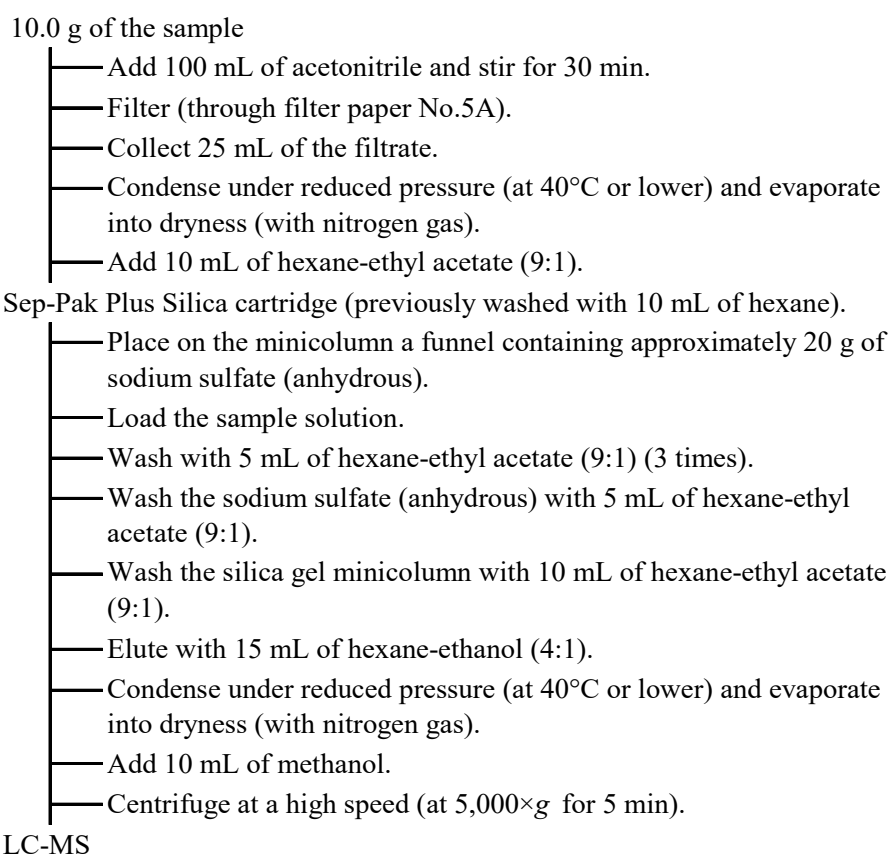 10.0 g of the sample
Add 100 mL of acetonitrile and stir for 30 min.
Filter (through filter paper No.5A).
Collect 25 mL of the filtrate.
Condense under reduced pressure (at 40°C or lower) and evaporate
into dryness (with nitrogen gas).
Add 10 mL of hexane-ethyl acetate (9:1).
Sep-Pak Plus Silica cartridge (previously washed with 10 mL of hexane).
Place on the minicolumn a funnel containing approximately 20 g of
sodium sulfate (anhydrous).
Load the sample solution.
Wash with 5 mL of hexane-ethyl acetate (9:1) (3 times).
Wash the sodium sulfate (anhydrous) with 5 mL of hexane-ethyl
acetate (9:1).
Wash the silica gel minicolumn with 10 mL of hexane-ethyl acetate
(9:1).
Elute with 15 mL of hexane-ethanol (4:1).
Condense under reduced pressure (at 40°C or lower) and evaporate
into dryness (with nitrogen gas).
Add 10 mL of methanol.
Centrifuge at a high speed (at 5,000×g for 5 min).
LC-MS